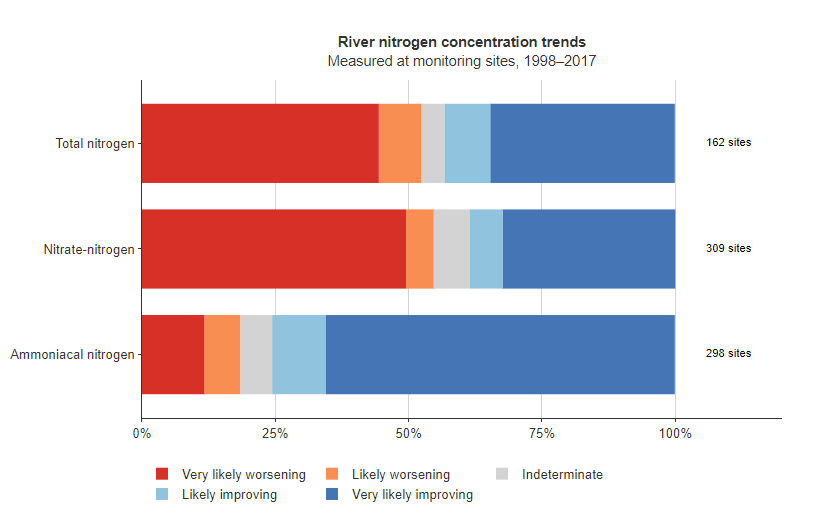 River nitrogen concentration trends
Measured at monitoring sites, 1998–2017
Total nitrogen
162 sites
Nitrate-nitrogen
309 sites
Ammoniacal nitrogen
298 sites
0% 25% 50% 75% 100%
Very likely worsening Likely worsening Indeterminate
Likely improving Very likely improving